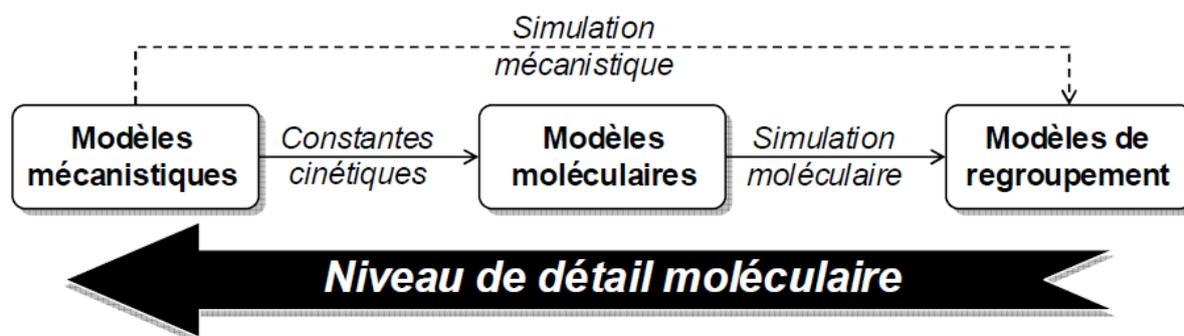 Simulation
mécanistique
Modèles
mécanistiques
Constantes
cinétiques
Modèles
moléculaires
Simulation
moléculaire
Modèles de
regroupement
Niveau de détail moléculaire